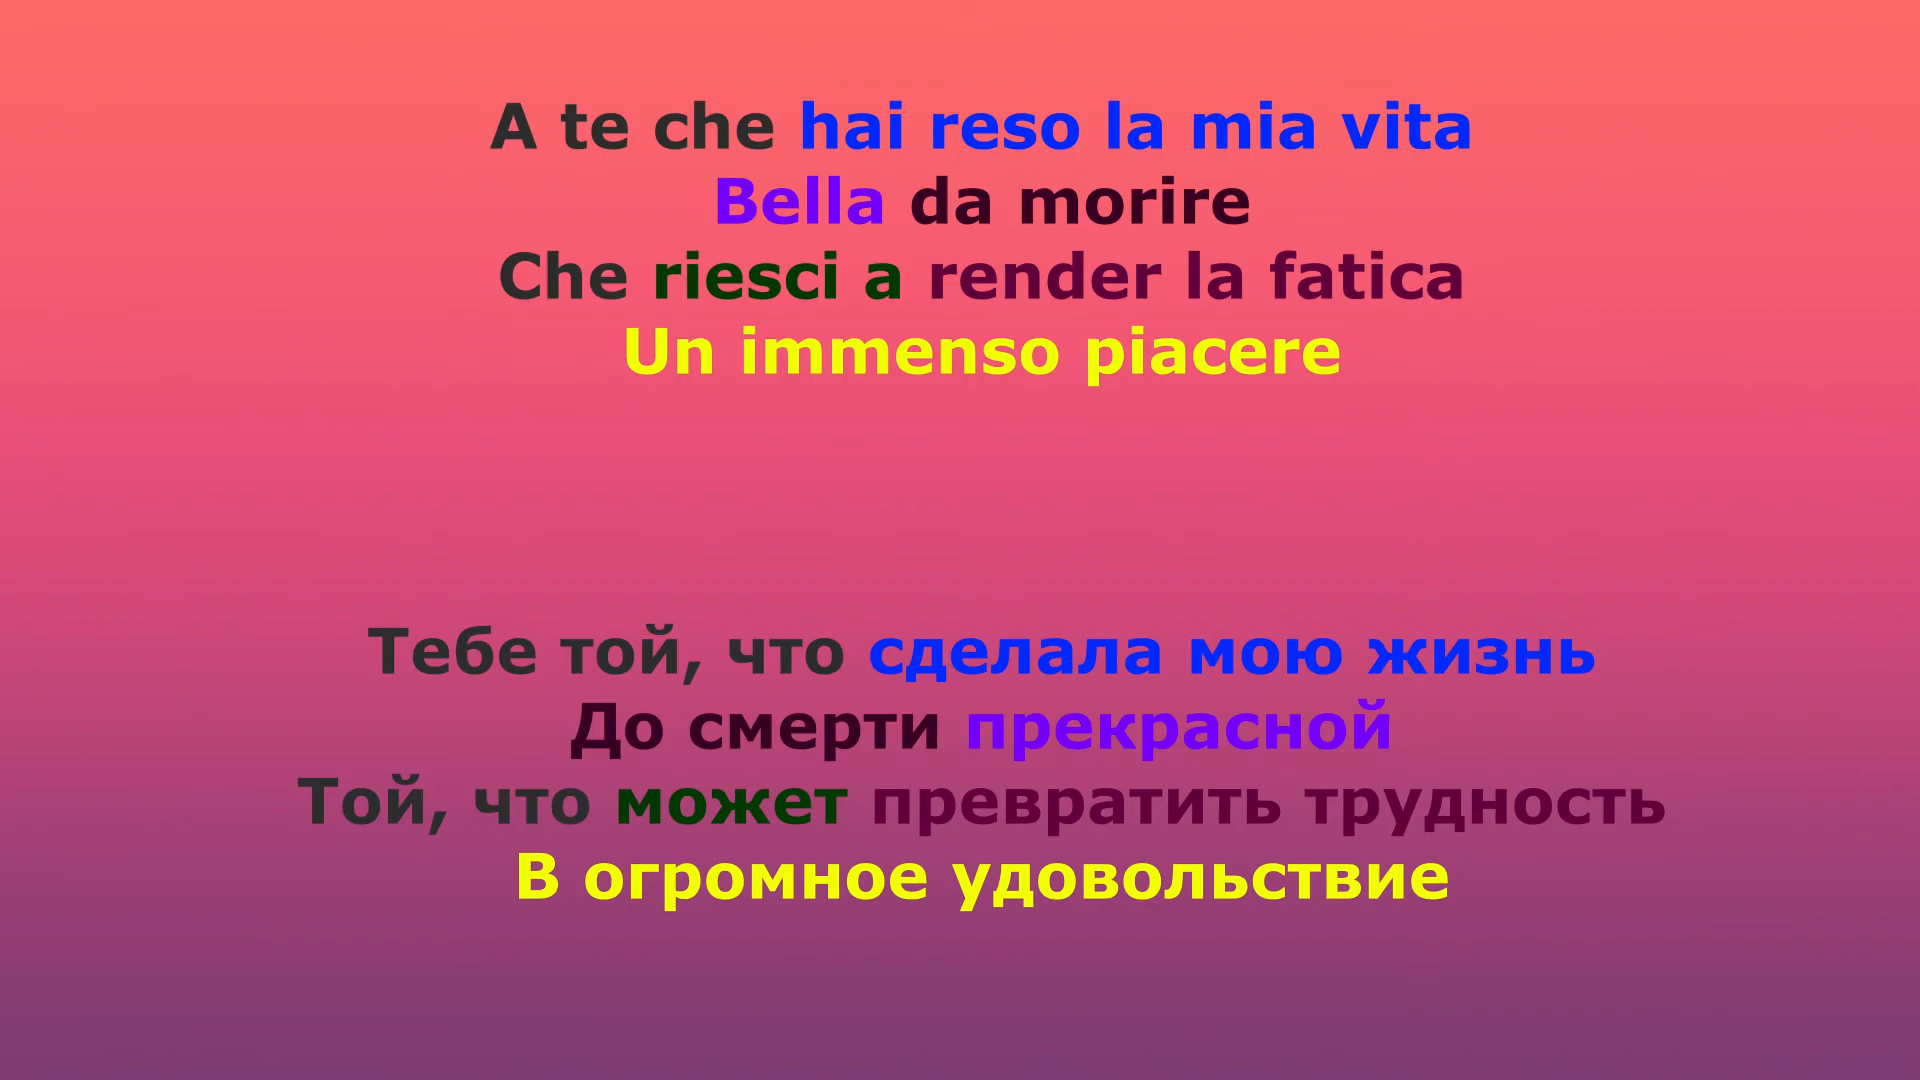 A te che hai reso la mia vita
Bella da morire
Che riesci a render la fatica
Un immenso piacere
Тебе той, что сделала мою жизнь
До смерти прекрасной
Той, что может превратить трудность
В огромное удовольствие